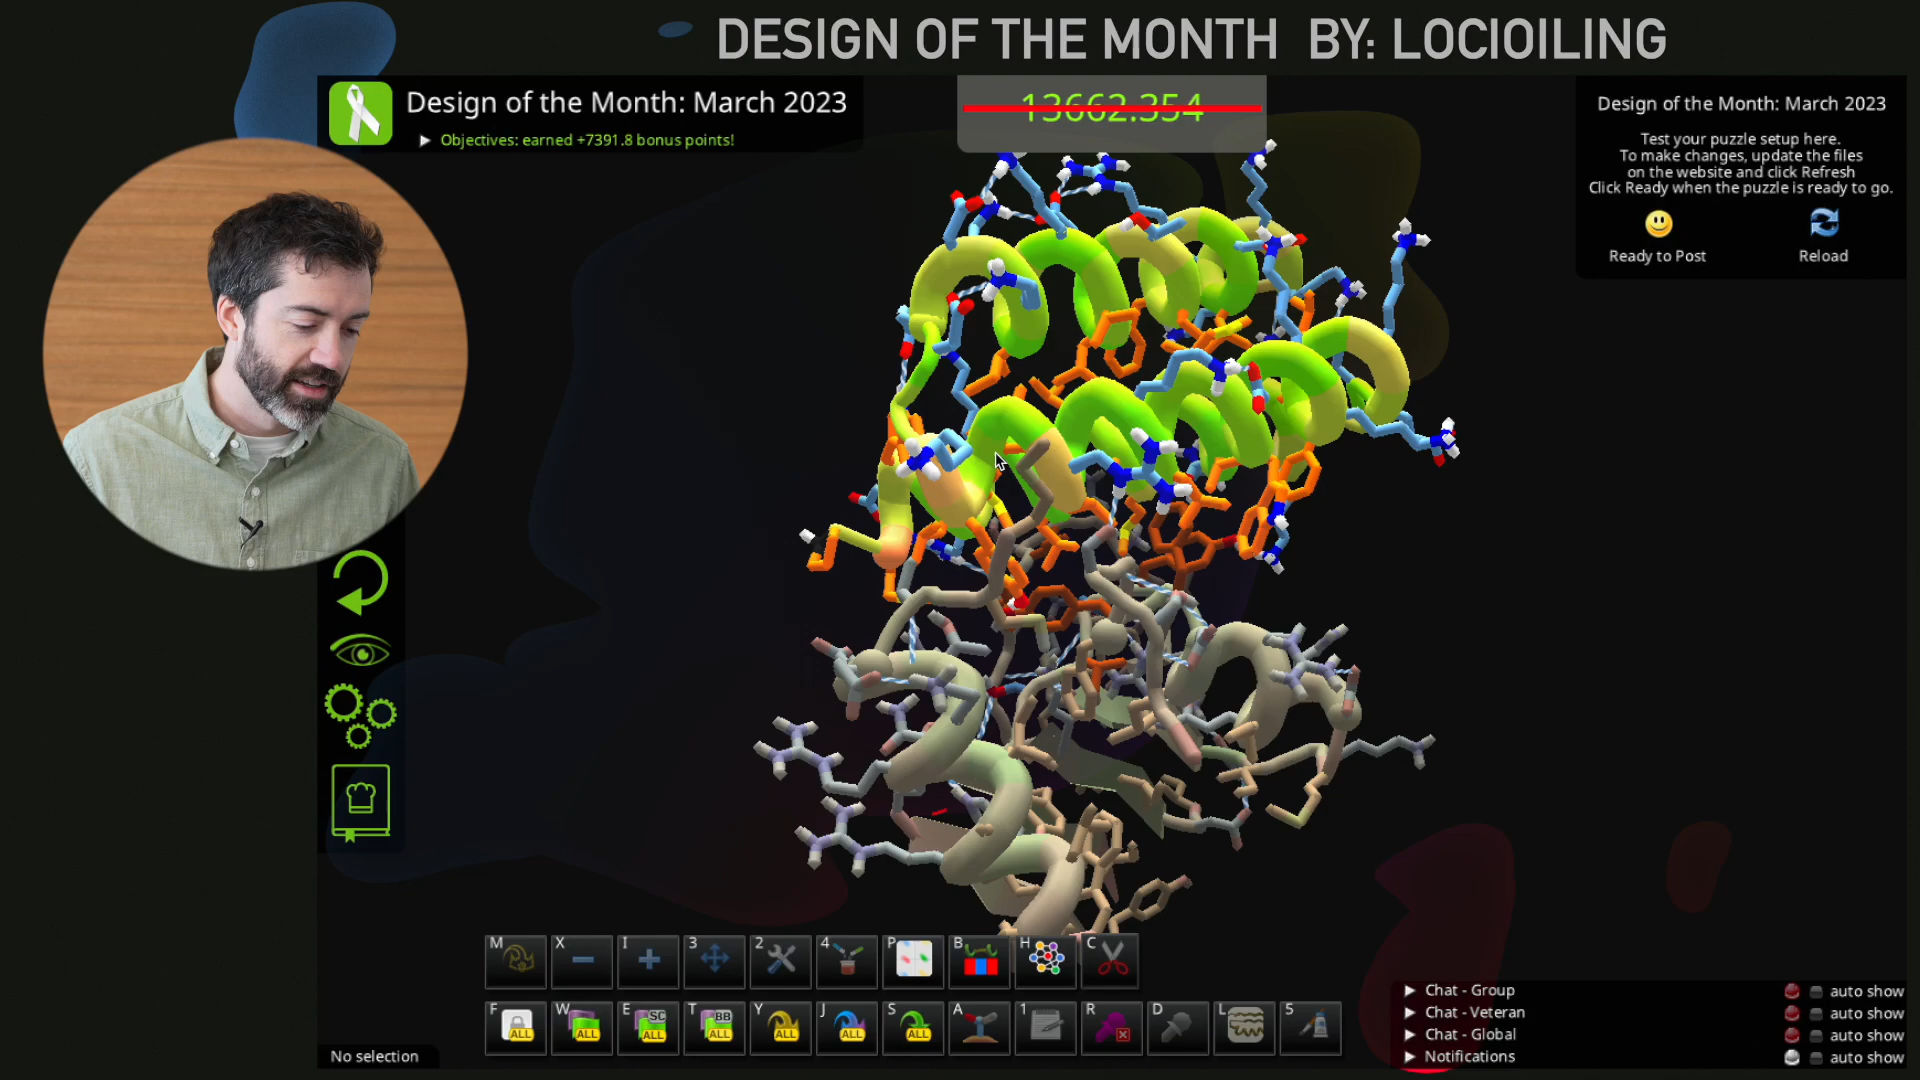 DESIGN OF THE MONTH BY: LOCIOILING
Design of the Month: March 2023
Objectives: earned +7391.8 bonus points!
13662.354
Design of the Month: March 2023
Test your puzzle setup here.
To make changes, update the files
on the website and click Refresh
Click Ready when the puzzle is ready to go.
Ready to Post
Reload
M X I 3 2 4 P B H C
F W E T Y J S A 1 R D L 5
ALL ALL SC ALL BB ALL ALL ALL ALL
No selection
Chat - Group auto show
Chat - Veteran auto show
Chat - Global auto show
Notifications auto show